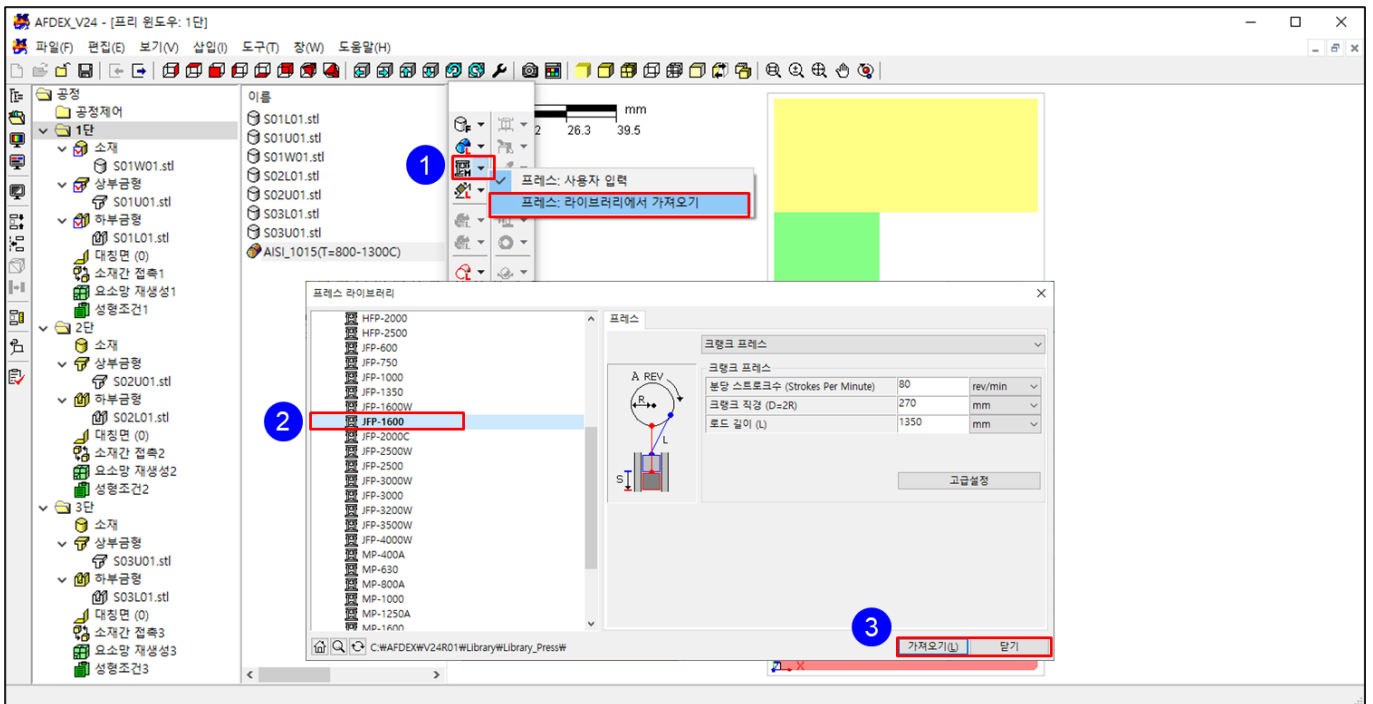 AFDEX_V24 - [프리 윈도우: 1단]
파일(F) 편집(E) 보기(V) 삽입(I) 도구(T) 창(W) 도움말(H)
공정
공정제어
1단
소재
S01W01.stl
상부금형
S01U01.stl
하부금형
S01L01.stl
대칭면 (0)
소재간 접촉1
요소망 재생성1
성형조건1
2단
소재
상부금형
S02U01.stl
하부금형
S02L01.stl
대칭면 (0)
소재간 접촉2
요소망 재생성2
성형조건2
3단
소재
상부금형
S03U01.stl
하부금형
S03L01.stl
대칭면 (0)
소재간 접촉3
요소망 재생성3
성형조건3
이름
S01L01.stl
S01U01.stl
S01W01.stl
S02L01.stl
S02U01.stl
S03L01.stl
S03U01.stl
AISI_1015(T=800-1300C)
mm
2 26.3 39.5
1
프레스: 사용자 입력
프레스: 라이브러리에서 가져오기
프레스 라이브러리
HFP-2000
HFP-2500
JFP-600
JFP-750
JFP-1000
JFP-1350
JFP-1600W
2
JFP-1600
JFP-2000C
JFP-2500W
JFP-2500
JFP-3000W
JFP-3000
JFP-3200W
JFP-3500W
JFP-4000W
MP-400A
MP-630
MP-800A
MP-1000
MP-1250A
MP-1600
프레스
크랭크 프레스
A REV
R
L
S
크랭크 프레스
분당 스트로크수 (Strokes Per Minute) 80 rev/min
크랭크 직경 (D=2R) 270 mm
로드 길이 (L) 1350 mm
고급설정
3
C:₩AFDEX₩V24R01₩Library₩Library_Press₩
가져오기(L) 닫기
Z X